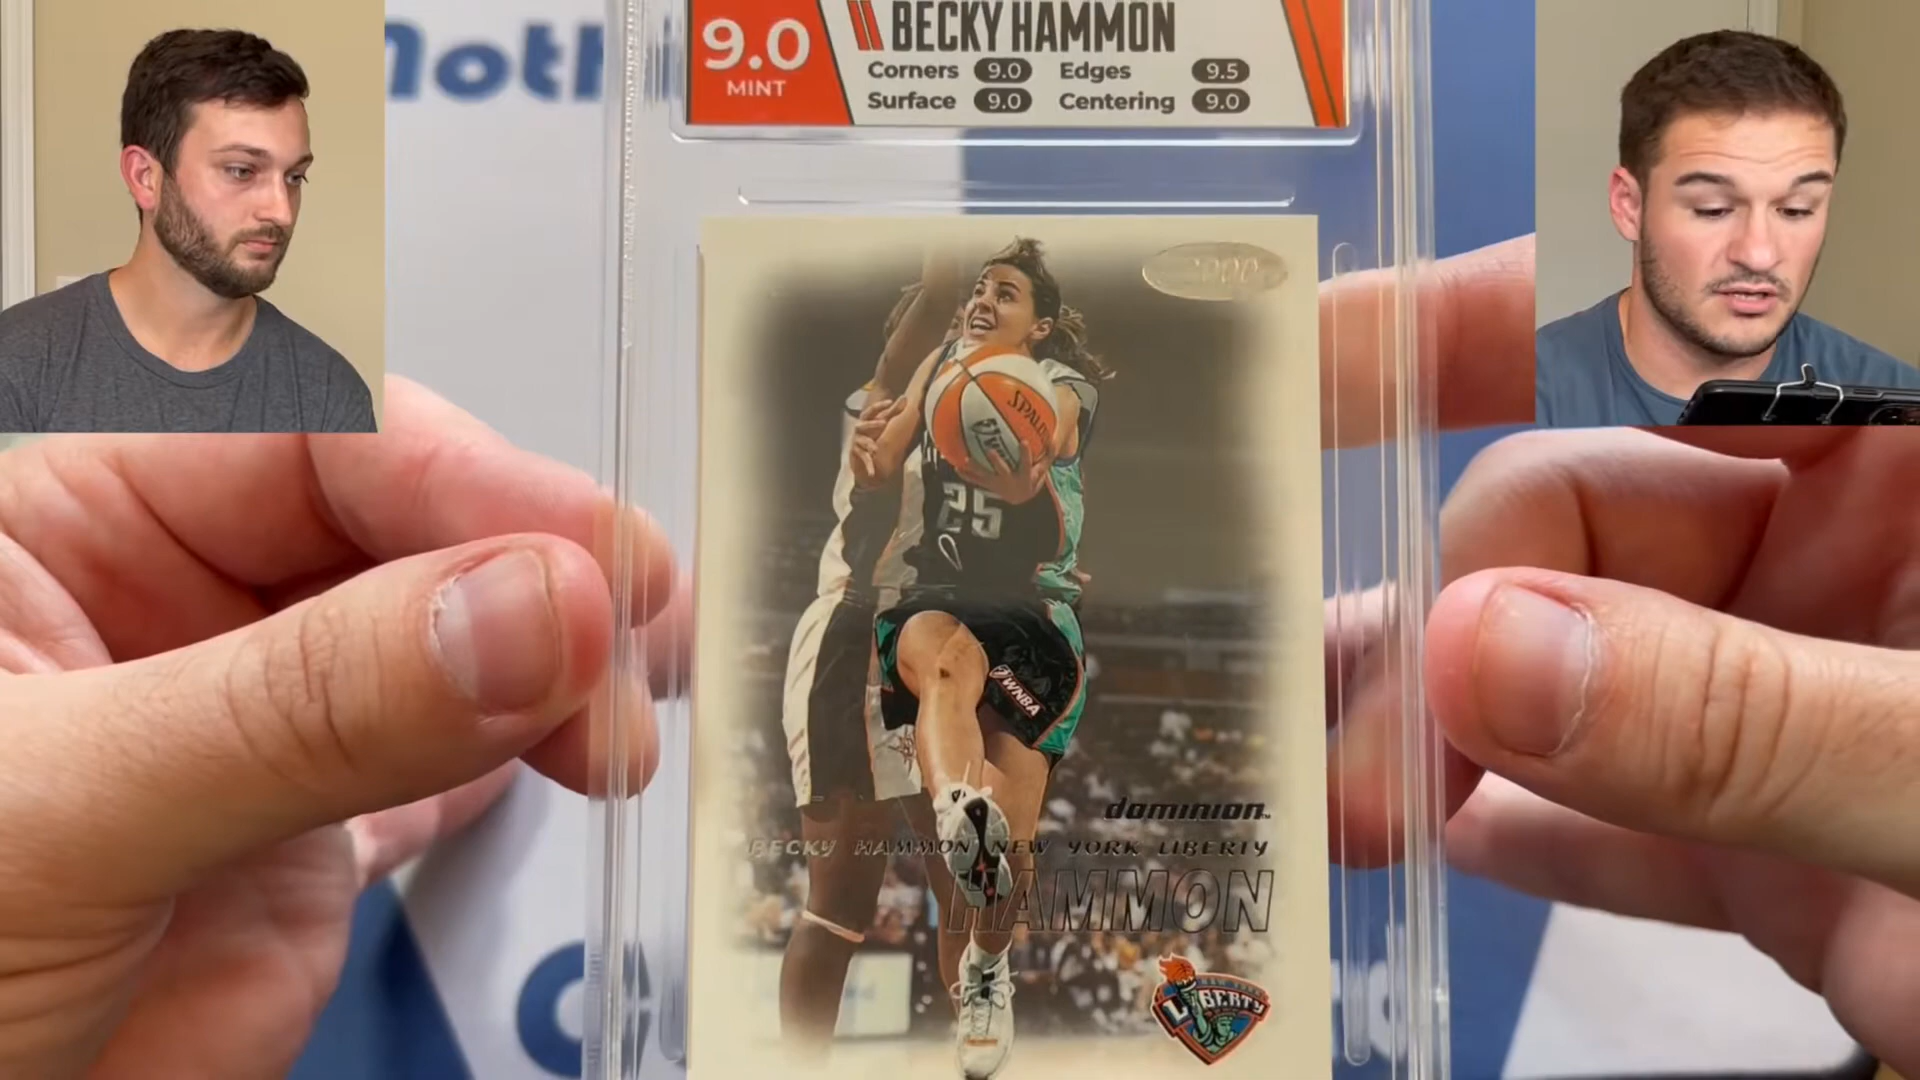 BECKY HAMMON
9.0
MINT
Corners 9.0 Edges 9.5
Surface 9.0 Centering 9.0
SPALDING
25
WNBA
dominion
BECKY HAMMON NEW YORK LIBERTY
HAMMON
LIBERTY